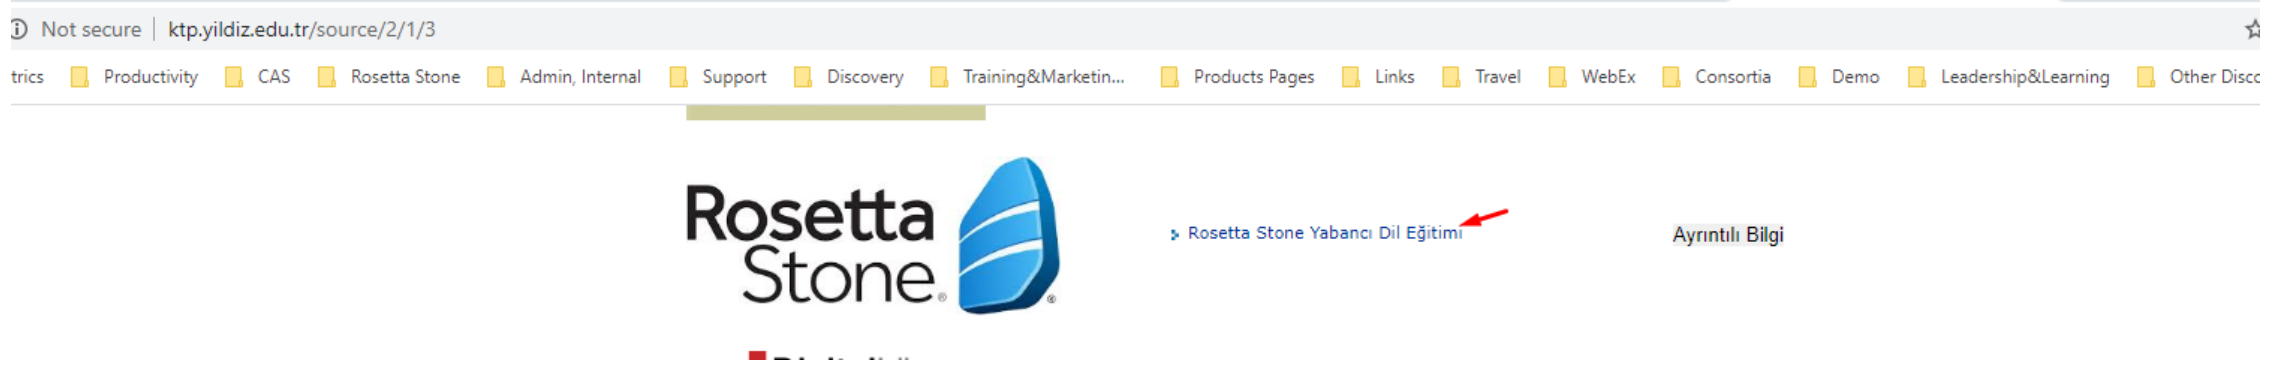 Not secure | ktp.yildiz.edu.tr/source/2/1/3
trics Productivity CAS Rosetta Stone Admin, Internal Support Discovery Training&Marketin... Products Pages Links Travel WebEx Consortia Demo Leadership&Learning Other Disco
Rosetta
Stone®
Rosetta Stone Yabancı Dil Eğitimi
Ayrıntılı Bilgi